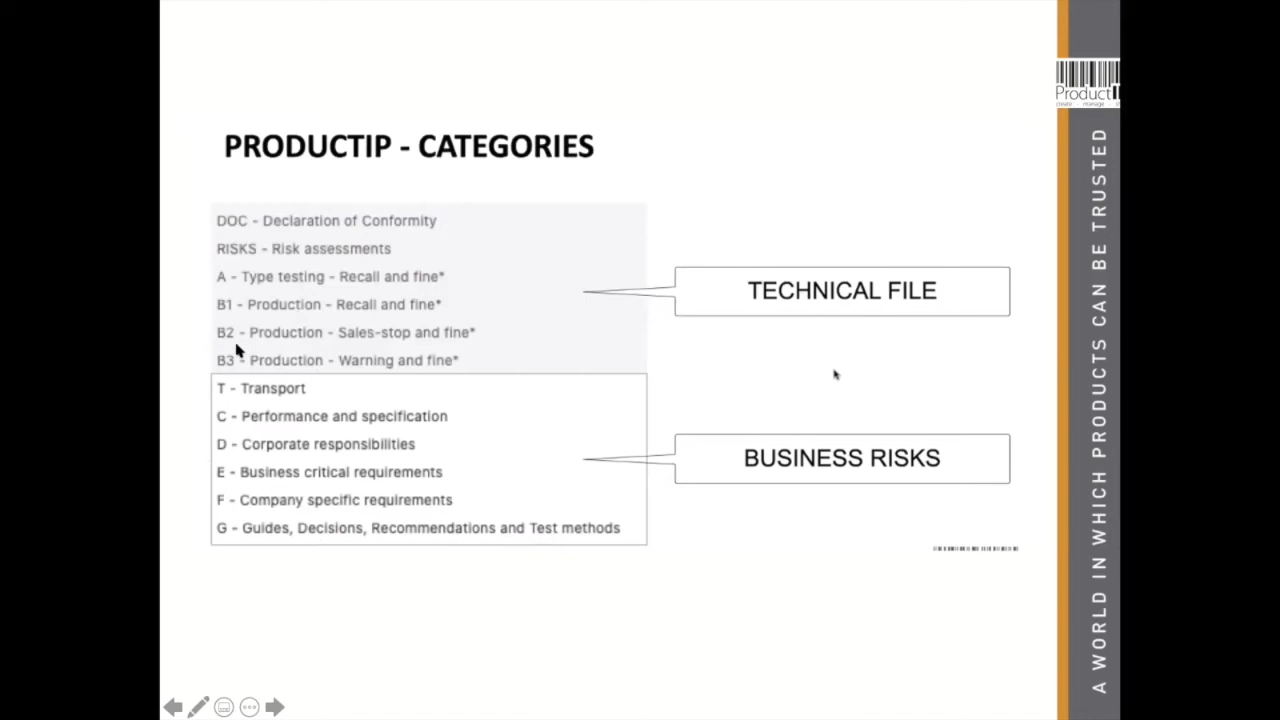 PRODUCTIP - CATEGORIES
DOC - Declaration of Conformity
RISKS - Risk assessments
A - Type testing - Recall and fine*
B1 - Production - Recall and fine*
B2 - Production - Sales-stop and fine*
B3 - Production - Warning and fine*
T - Transport
C - Performance and specification
D - Corporate responsibilities
E - Business critical requirements
F - Company specific requirements
G - Guides, Decisions, Recommendations and Test methods
TECHNICAL FILE
BUSINESS RISKS
ProductI
create manage
A WORLD IN WHICH PRODUCTS CAN BE TRUSTED